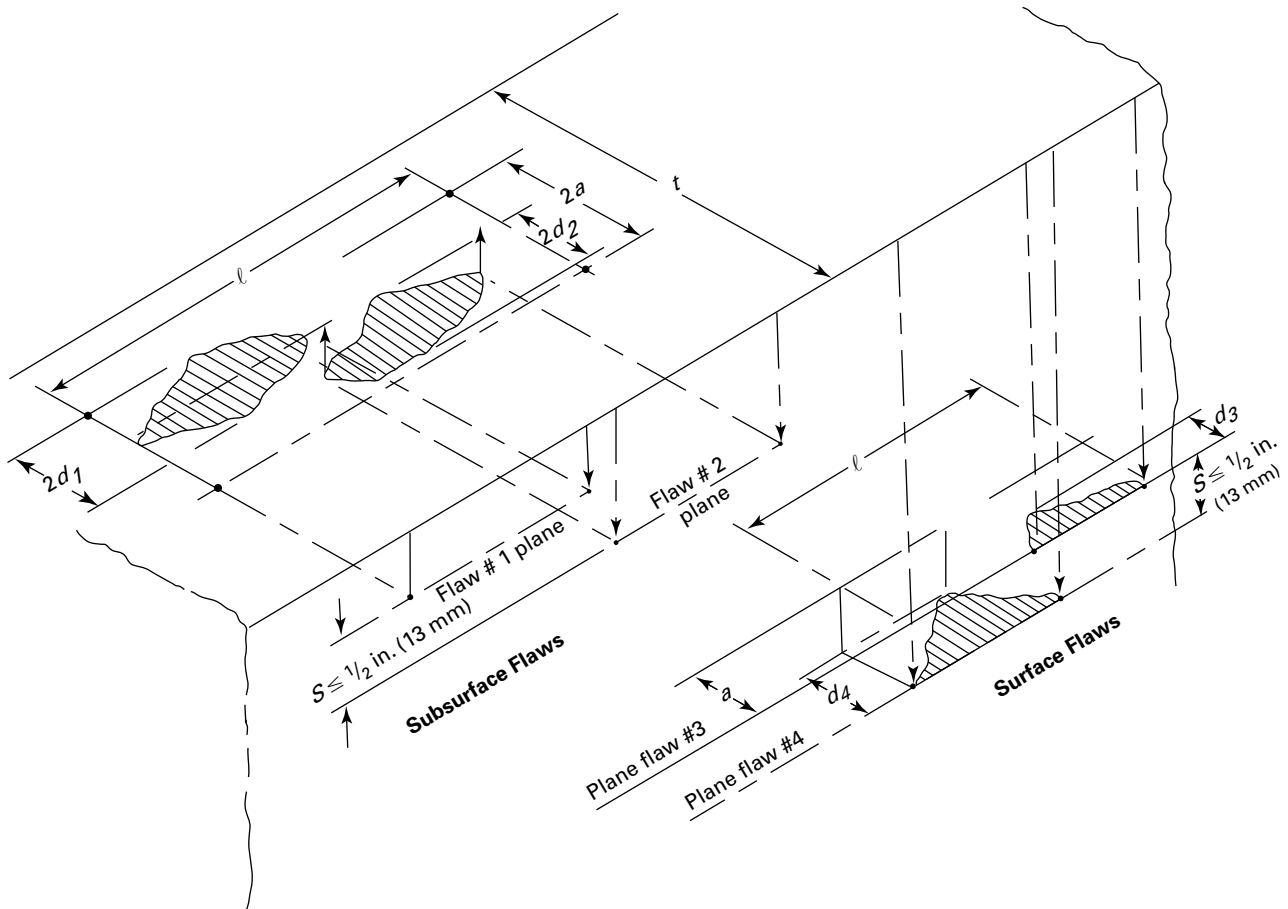 t
2a
2d2
ℓ
2d1
d3
S ≤ 1/2 in.
(13 mm)
ℓ
Flaw # 2
plane
Flaw # 1 plane
S ≤ 1/2 in. (13 mm)
Subsurface Flaws
Surface Flaws
a
d4
Plane flaw #3
Plane flaw #4